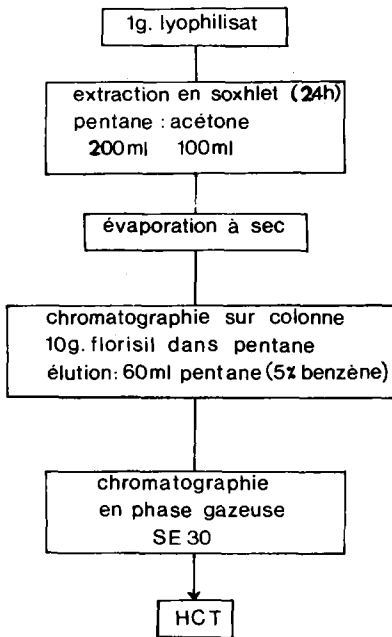 1g. lyophilisat
extraction en soxhlet (24h)
pentane : acétone
200ml 100ml
évaporation à sec
chromatographie sur colonne
10g. florisil dans pentane
élution: 60ml pentane (5% benzène)
chromatographie
en phase gazeuse
SE 30
HCT